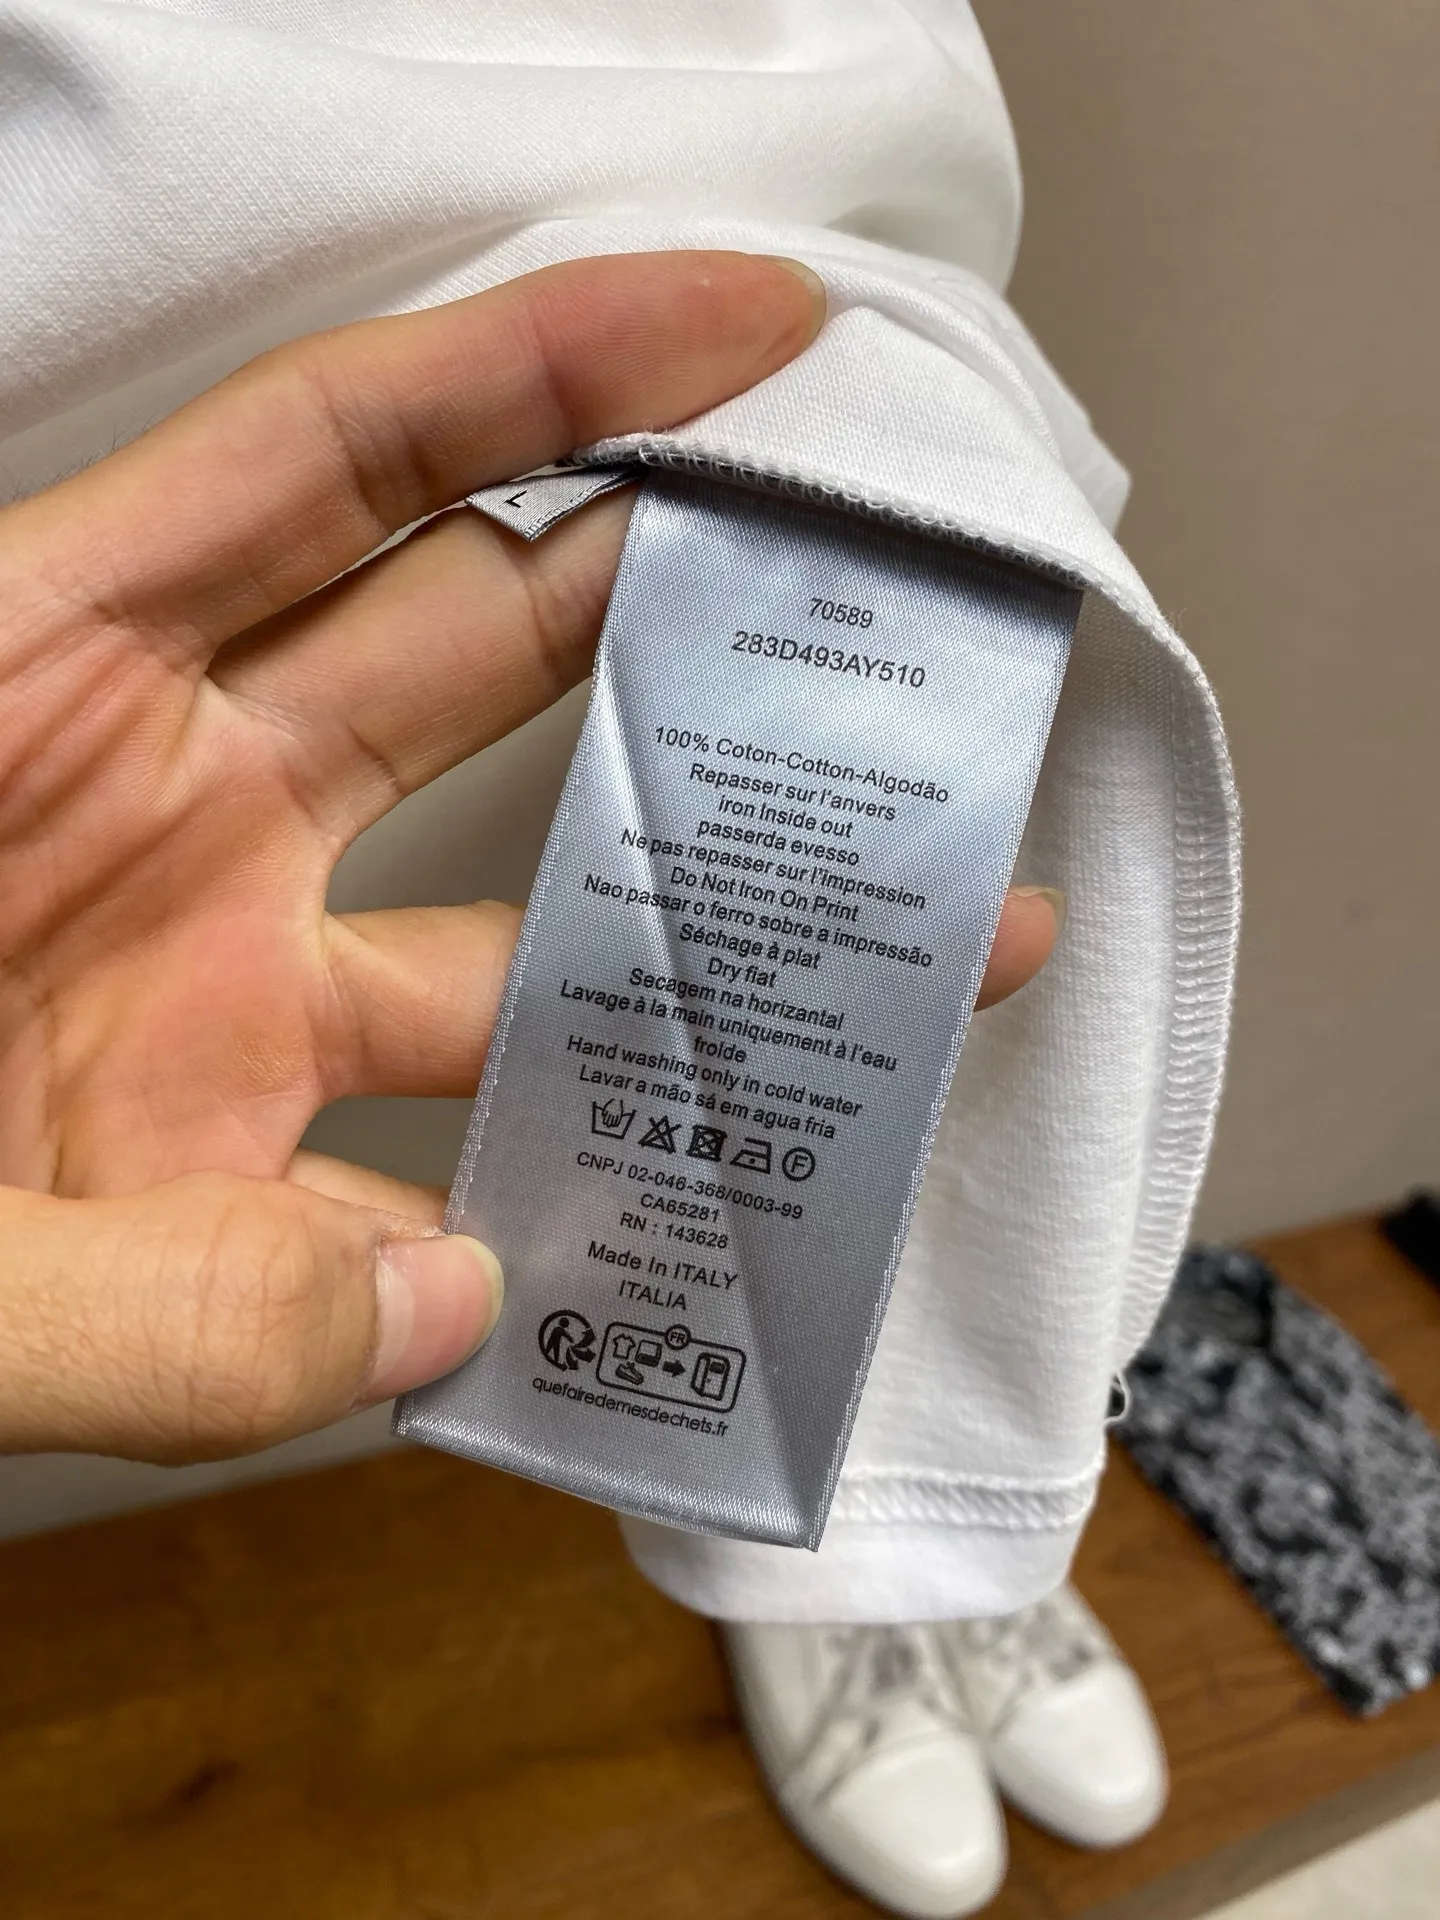 L
70589
283D493AY510
100% Coton-Cotton-Algodão
Repasser sur l'anvers
iron Inside out
passerda evesso
Ne pas repasser sur l'impression
Do Not Iron On Print
Nao passar o ferro sobre a impressão
Séchage à plat
Dry fiat
Secagem na horizantal
Lavage à la main uniquement à l'eau
frolde
Hand washing only in cold water
Lavar a mão sá em agua fria
F
CNPJ 02-046-368/0003-99
CA65281
RN : 143628
Made In ITALY
ITALIA
FR
quefairedemesdechets.fr